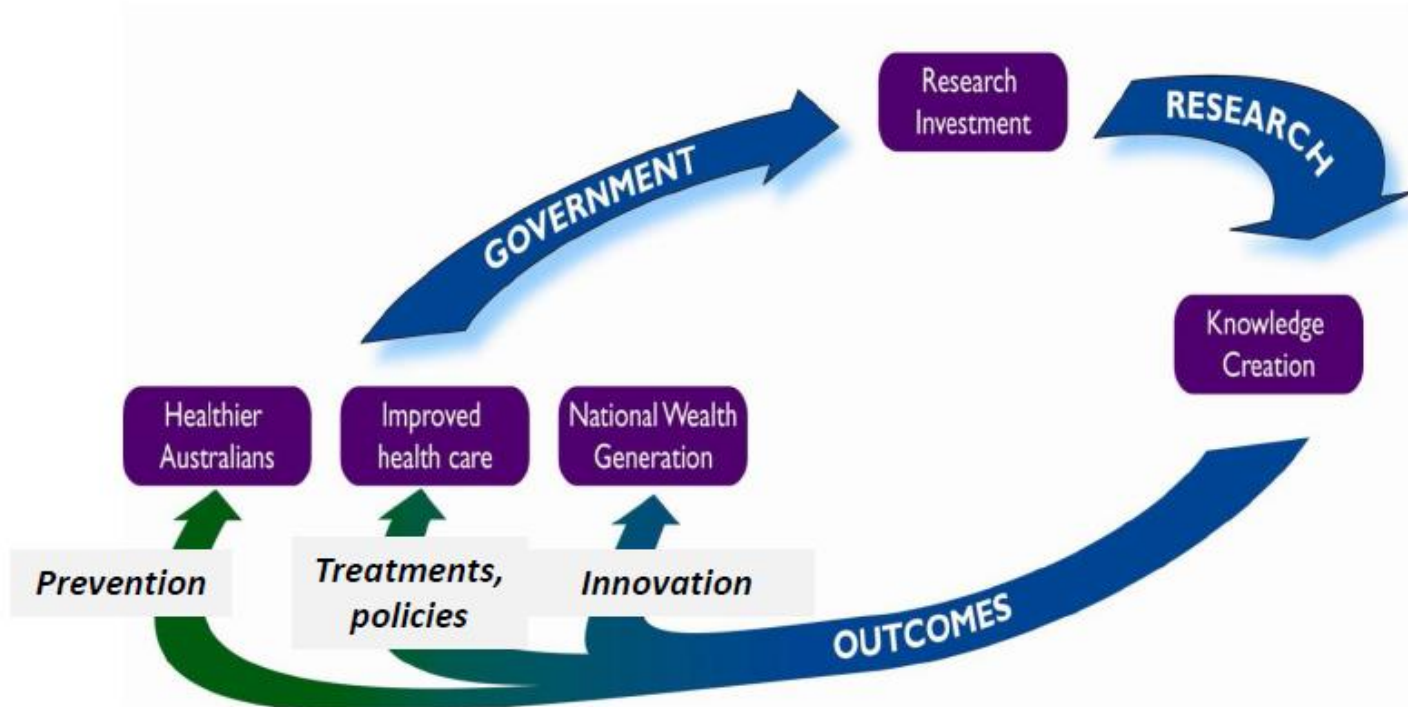 Research
Investment
RESEARCH
GOVERNMENT
Knowledge
Creation
Healthier
Australians
Improved
health care
National Wealth
Generation
Prevention
Treatments,
policies
Innovation
OUTCOMES